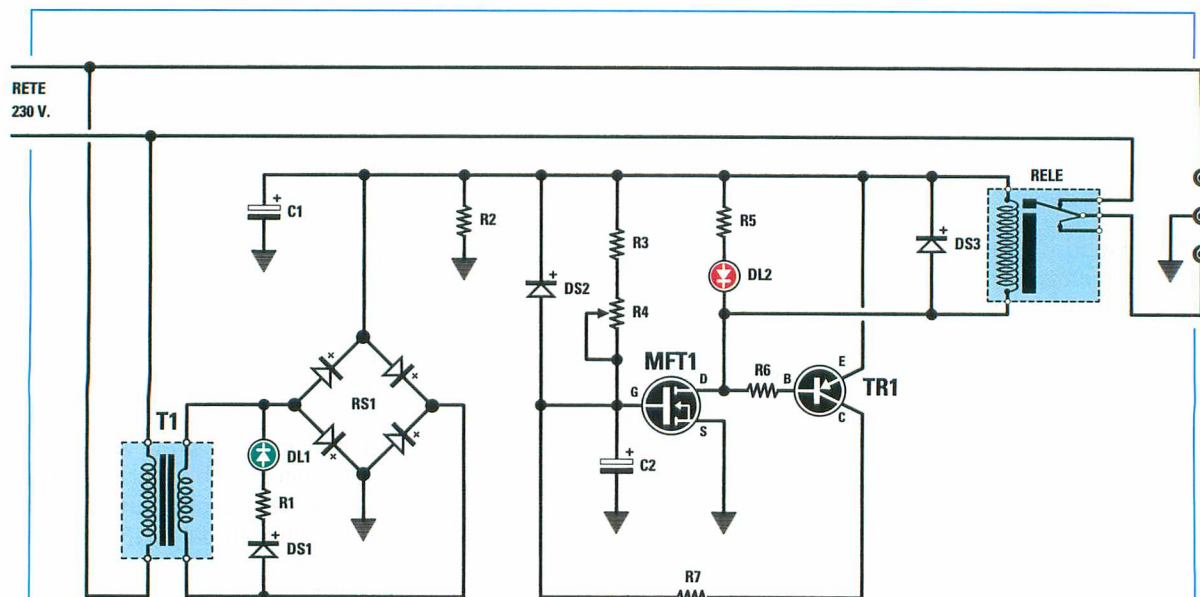 RETE
230 V.
RELE
+
C1
R2
R3
R5
+
DS3
+
DS2
DL2
R4
MFT1
R6
E
D
B
TR1
G
RS1
C
T1
S
DL1
+
C2
R1
+
DS1
R7